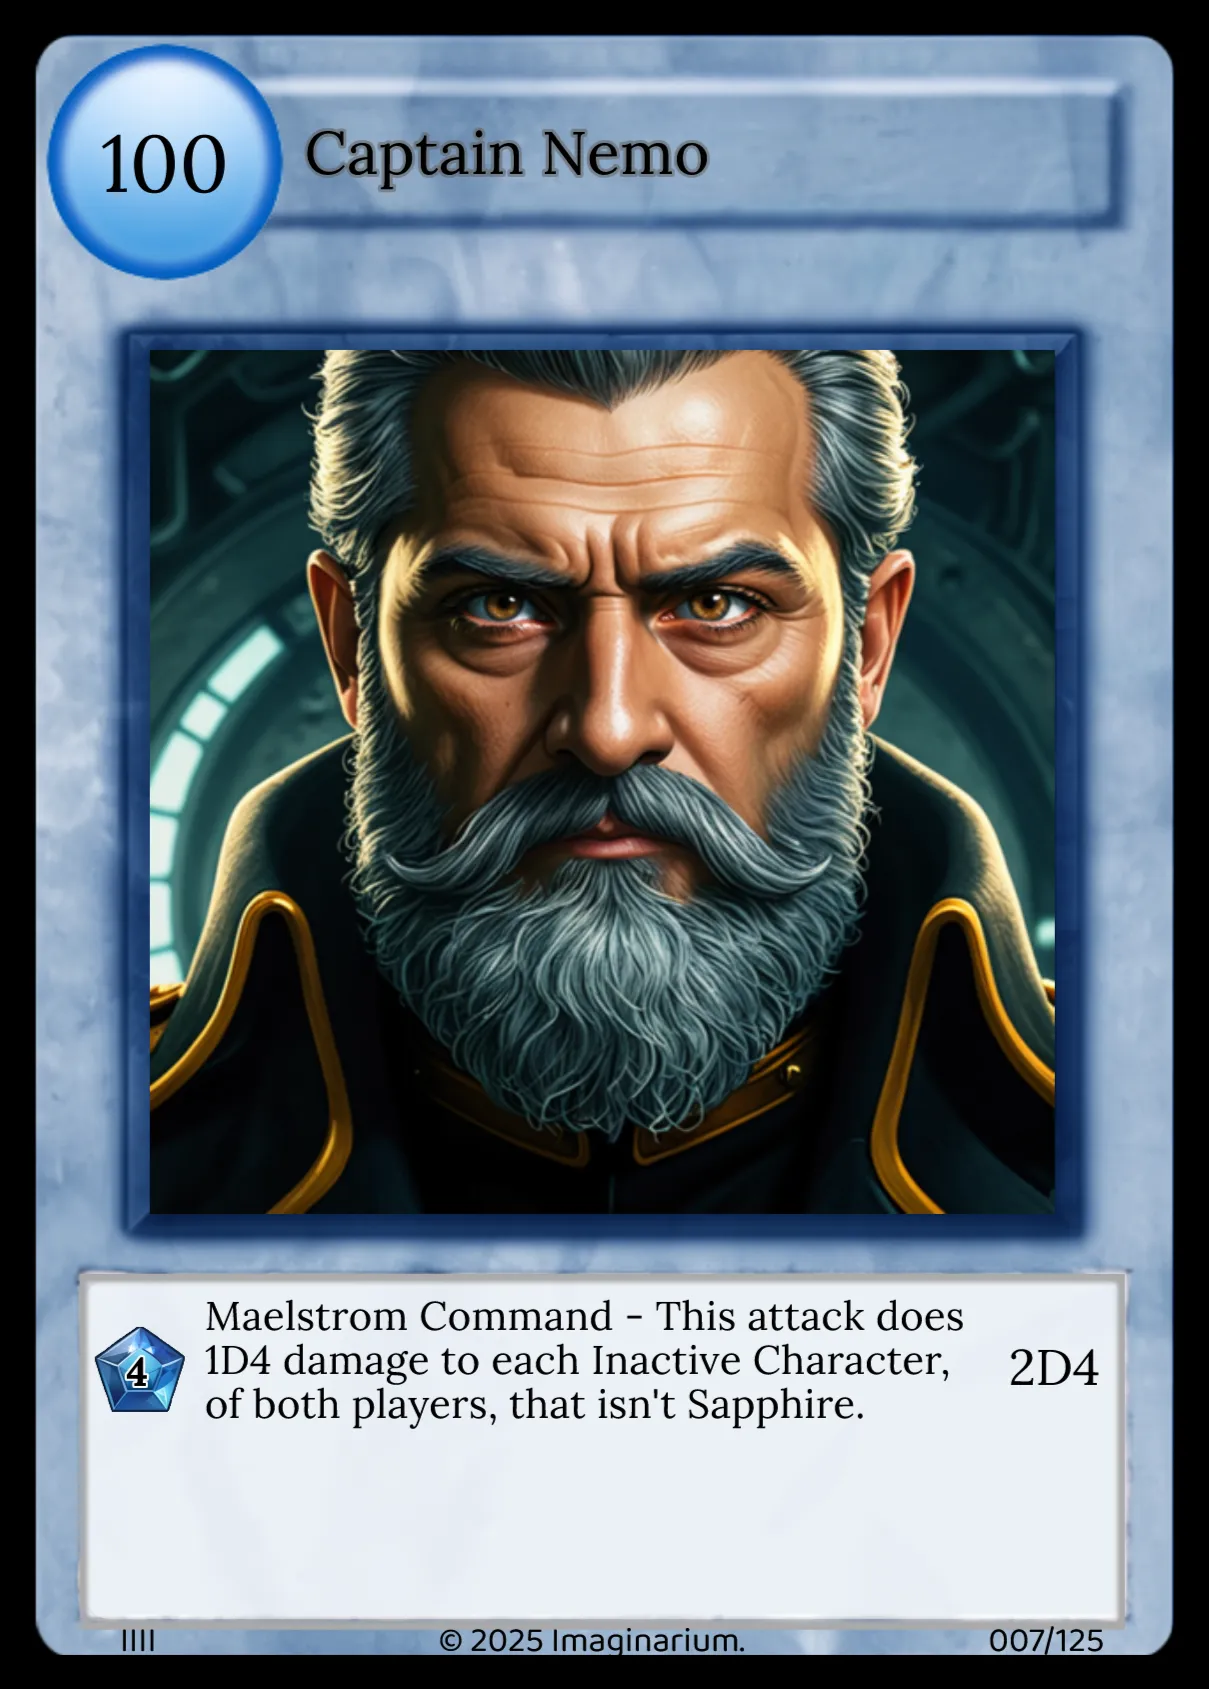 100
Captain Nemo
Maelstrom Command - This attack does
1D4 damage to each Inactive Character,
of both players, that isn't Sapphire.
4
2D4
IIII
© 2025 Imaginarium.
007/125